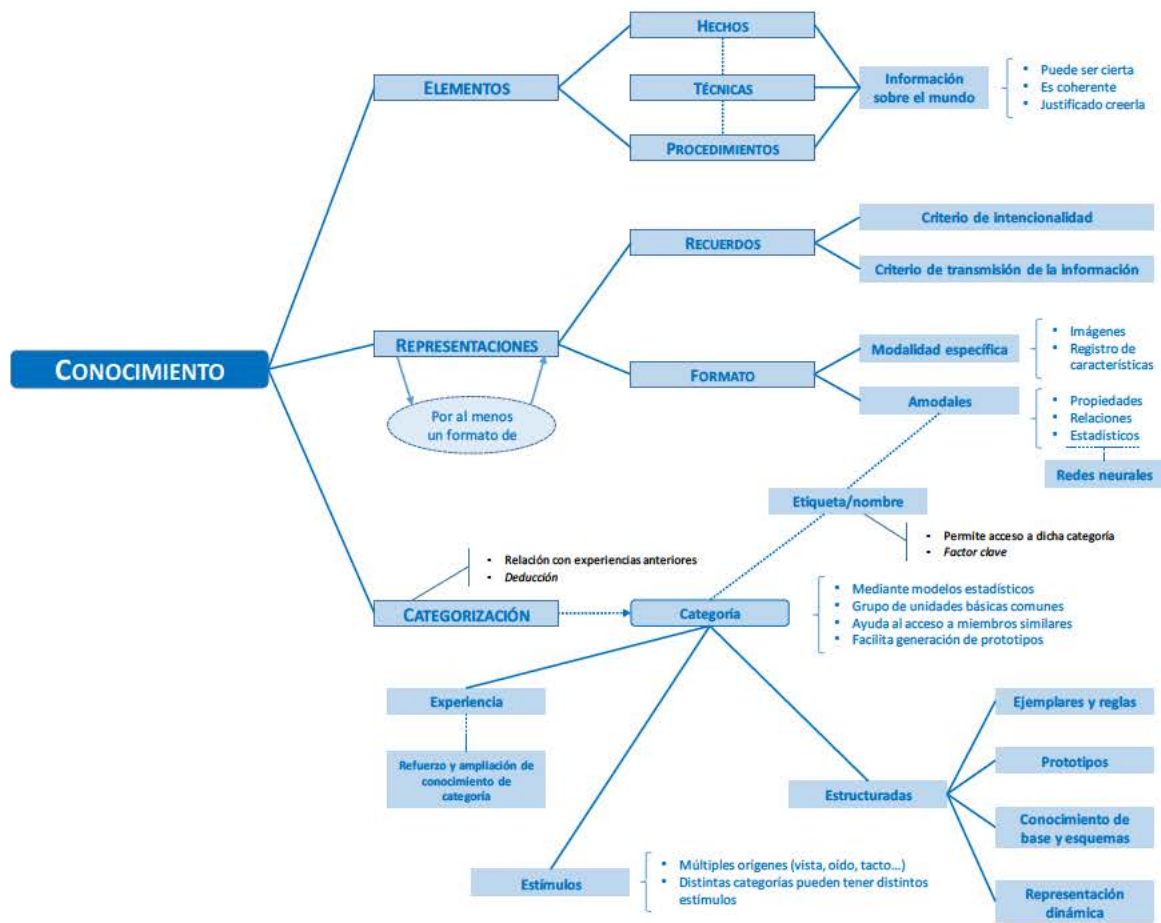 HECHOS
ELEMENTOS
TÉCNICAS
Información
sobre el mundo
▪ Puede ser cierta
▪ Es coherente
▪ Justificado creerla
PROCEDIMIENTOS
Criterio de intencionalidad
RECUERDOS
Criterio de transmisión de la información
CONOCIMIENTO
REPRESENTACIONES
Por al menos
un formato de
FORMATO
Modalidad específica
▪ Imágenes
▪ Registro de
características
Amodales
▪ Propiedades
▪ Relaciones
▪ Estadísticos
Redes neurales
Etiqueta/nombre
▪ Permite acceso a dicha categoría
▪ Factor clave
▪ Relación con experiencias anteriores
▪ Deducción
CATEGORIZACIÓN
Categoría
▪ Mediante modelos estadísticos
▪ Grupo de unidades básicas comunes
▪ Ayuda al acceso a miembros similares
▪ Facilita generación de prototipos
Experiencia
Refuerzo y ampliación de
conocimiento de
categoría
Estímulos
▪ Múltiples orígenes (vista, oído, tacto...)
▪ Distintas categorías pueden tener distintos
estímulos
Estructuradas
Ejemplares y reglas
Prototipos
Conocimiento de
base y esquemas
Representación
dinámica